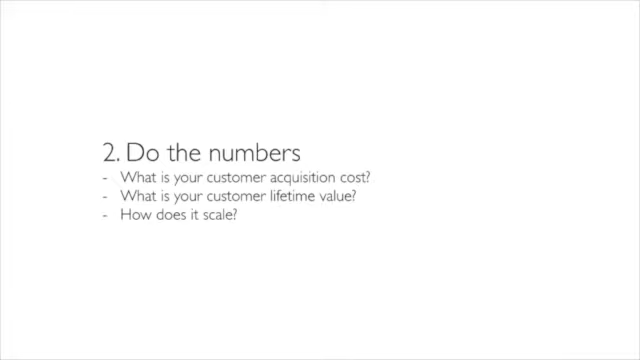 2. Do the numbers
- What is your customer acquisition cost?
- What is your customer lifetime value?
- How does it scale?